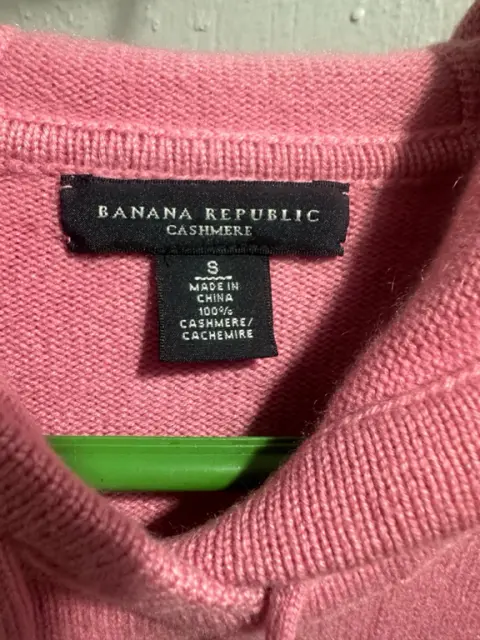 BANANA REPUBLIC
CASHMERE
S
MADE IN
CHINA
100%
CASHMERE/
CACHEMIRE